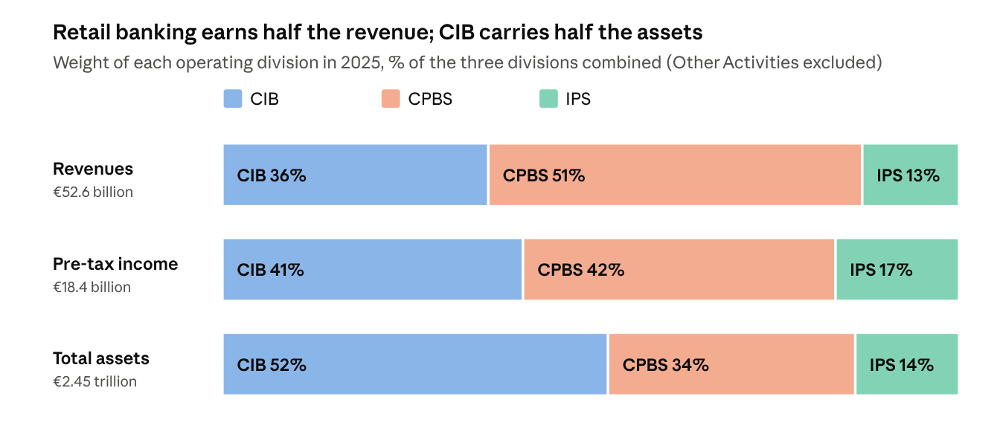 Retail banking earns half the revenue; CIB carries half the assets
Weight of each operating division in 2025, % of the three divisions combined (Other Activities excluded)
CIB CPBS IPS
Revenues
€52.6 billion
CIB 36% CPBS 51% IPS 13%
Pre-tax income
€18.4 billion
CIB 41% CPBS 42% IPS 17%
Total assets
€2.45 trillion
CIB 52% CPBS 34% IPS 14%